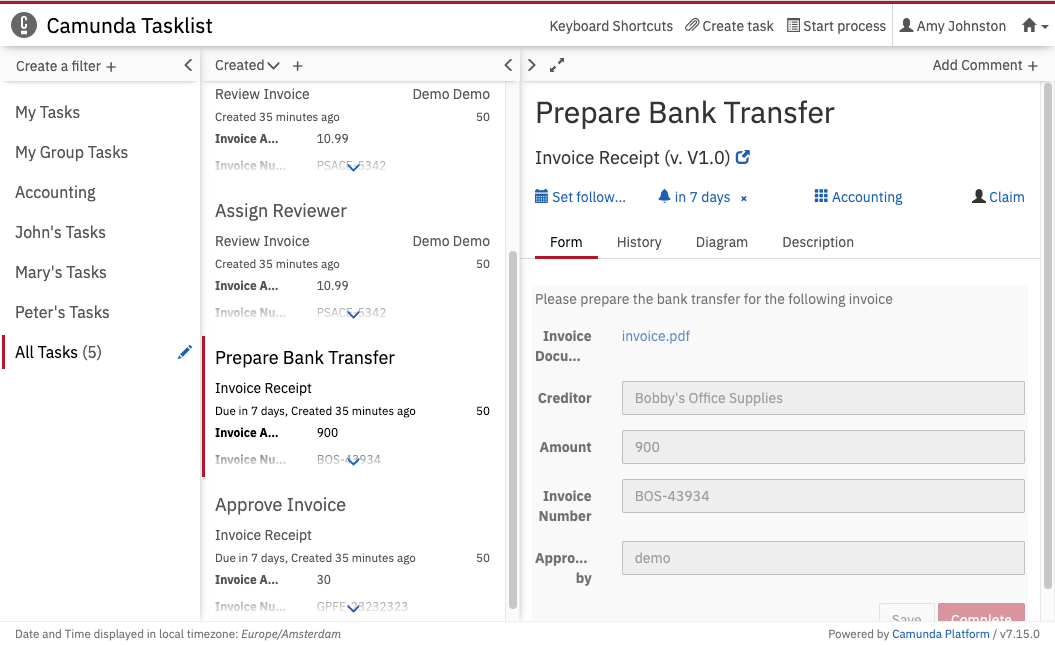 Camunda Tasklist
Keyboard Shortcuts Create task Start process Amy Johnston
Create a filter +
My Tasks
My Group Tasks
Accounting
John's Tasks
Mary's Tasks
Peter's Tasks
All Tasks (5)
Created +
Review Invoice Demo Demo
Created 35 minutes ago 50
Invoice A... 10.99
Invoice Nu... PSACE-5342
Assign Reviewer
Review Invoice Demo Demo
Created 35 minutes ago 50
Invoice A... 10.99
Invoice Nu... PSACE-5342
Prepare Bank Transfer
Invoice Receipt
Due in 7 days, Created 35 minutes ago 50
Invoice A... 900
Invoice Nu... BOS-43934
Approve Invoice
Invoice Receipt
Due in 7 days, Created 35 minutes ago 50
Invoice A... 30
Invoice Nu... GPFE-23232323
Add Comment +
Prepare Bank Transfer
Invoice Receipt (v. V1.0)
Set follow... in 7 days × Accounting Claim
Form History Diagram Description
Please prepare the bank transfer for the following invoice
Invoice Docu... invoice.pdf
Creditor Bobby's Office Supplies
Amount 900
Invoice Number BOS-43934
Appro... by demo
Save Complete
Date and Time displayed in local timezone: Europe/Amsterdam
Powered by Camunda Platform / v7.15.0